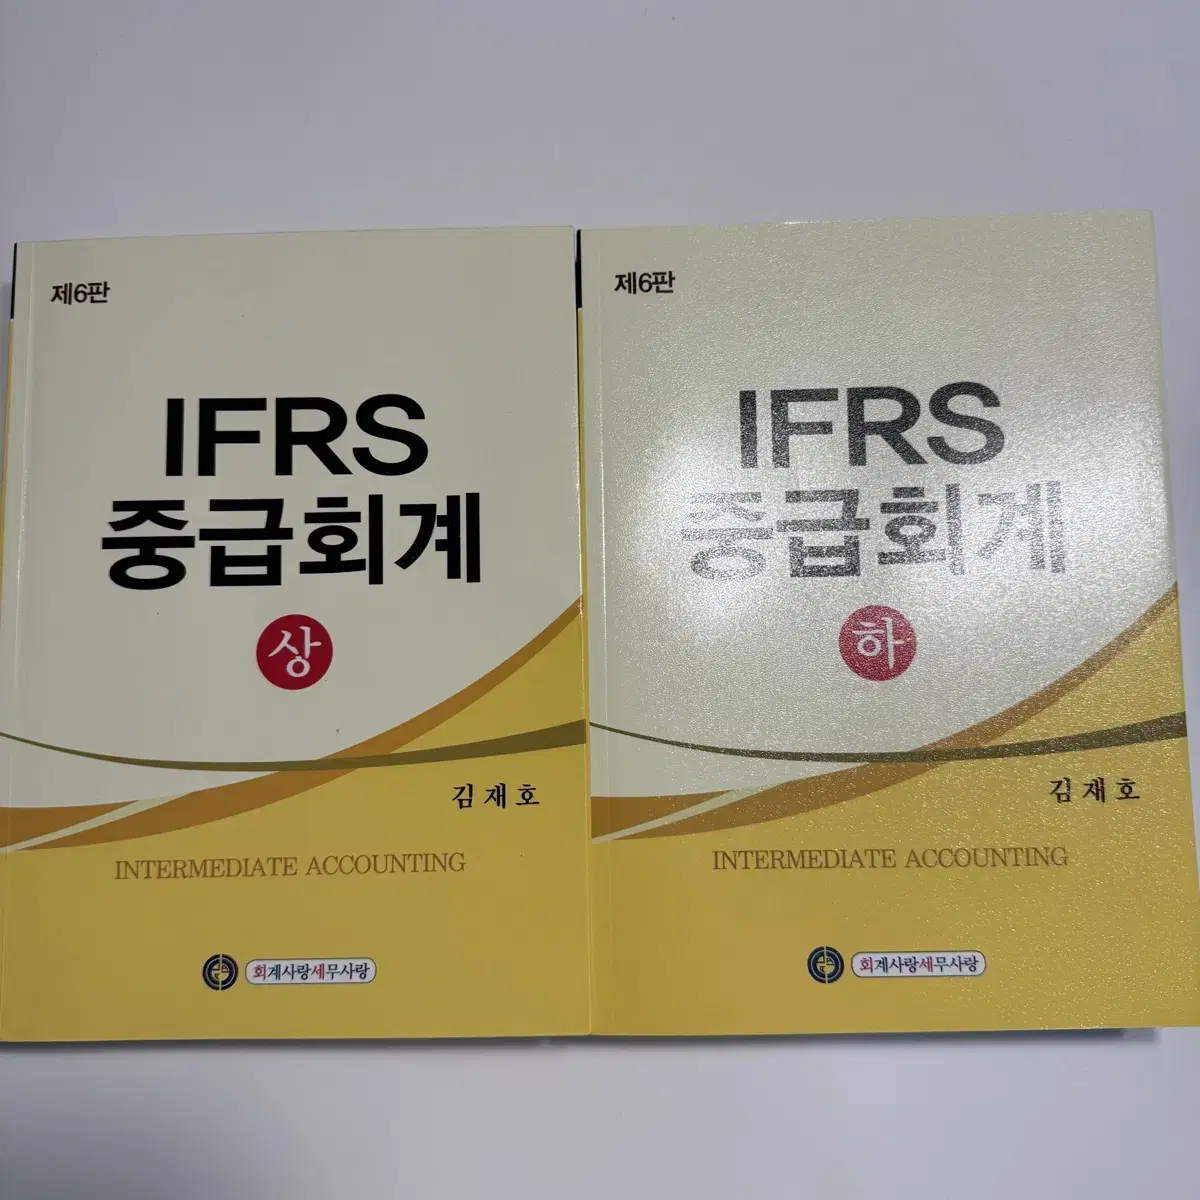 제6판
IFRS
중급회계
상
김재호
INTERMEDIATE ACCOUNTING
회계사랑세무사랑
제6판
IFRS
중급회계
하
김재호
INTERMEDIATE ACCOUNTING
회계사랑세무사랑